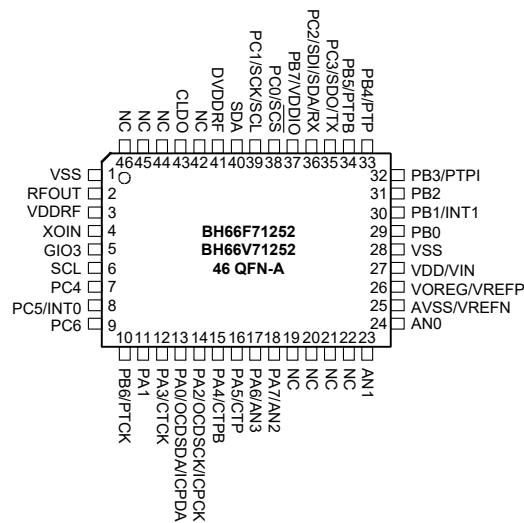 NC
NC
NC
CLDO
NC
DVDDRF
SDA
PC1/SCK/SCL
PC0/SCS
PB7/VDDIO
PC2/SDI/SDA/RX
PC3/SDO/TX
PB5/PTPB
PB4/PTP
46 45 44 43 42 41 40 39 38 37 36 35 34 33
VSS 1
RFOUT 2
VDDRF 3
XOIN 4
GIO3 5
SCL 6
PC4 7
PC5/INT0 8
PC6 9
BH66F71252
BH66V71252
46 QFN-A
32 PB3/PTPI
31 PB2
30 PB1/INT1
29 PB0
28 VSS
27 VDD/VIN
26 VOREG/VREFP
25 AVSS/VREFN
24 AN0
10 11 12 13 14 15 16 17 18 19 20 21 22 23
PB6/PTCK
PA1
PA3/CTCK
PA0/OCDSDA/ICPDA
PA2/OCDSCK/ICPCK
PA4/CTPB
PA5/CTP
PA6/AN3
PA7/AN2
NC
NC
NC
NC
AN1